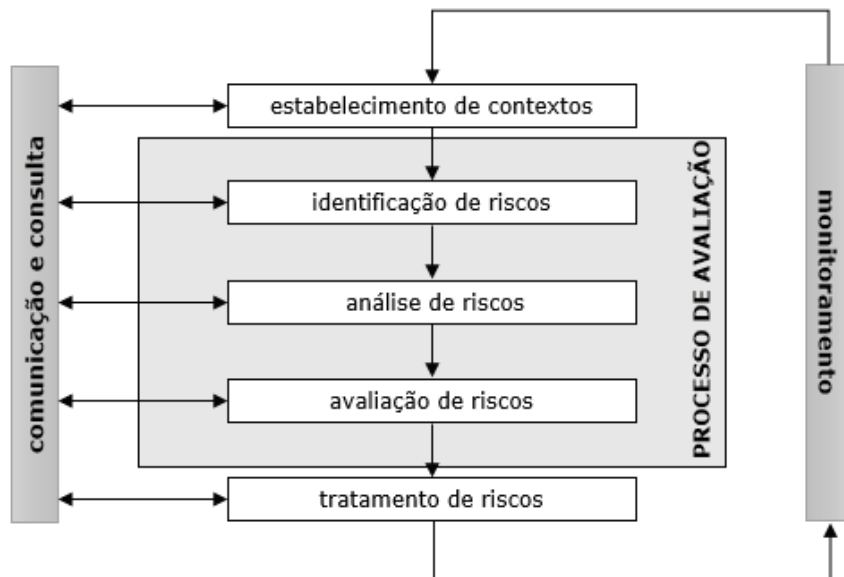 estabelecimento de contextos
identificação de riscos
análise de riscos
avaliação de riscos
tratamento de riscos
comunicação e consulta
PROCESSO DE AVALIAÇÃO
monitoramento